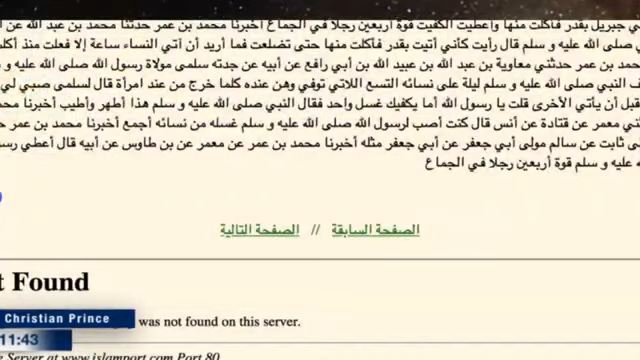 جبريل بقدر فأكلت منها وأعطيت الكفيت قوة أربعين رجلا في الجماع أخبرنا محمد بن عمر حدثنا محمد بن عبد الله عن
صلى الله عليه و سلم قال رأيت كأني أتيت بقدر فأكلت منها حتى تضلعت فما أريد أن آتي النساء ساعة إلا فعلت منذ أكلت
بن عمر حدثني معاوية بن عبد الله بن عبيد الله بن أبي رافع عن أبيه عن جدته سلمى مولاة رسول الله صلى الله عليه و
النبي صلى الله عليه و سلم ليلة على نسائه التسع اللاتي توفي وهن عنده كلما خرج من عند امرأة قال لسلمى صبي لي
قبل أن يأتي الأخرى قلت يا رسول الله أما يكفيك غسل واحد فقال النبي صلى الله عليه و سلم هذا أطهر وأطيب أخبرنا
معمر عن قتادة عن أنس قال كنت أصب لرسول الله صلى الله عليه و سلم غسله من نسائه أجمع أخبرنا محمد بن عمر
ثابت عن سالم مولى أبي جعفر عن أبي جعفر مثله أخبرنا محمد بن عمر عن معمر عن بن طاوس عن أبيه قال أعطي
عليه و سلم قوة أربعين رجلا في الجماع
الصفحة السابقة // الصفحة التالية
t Found
Christian Prince was not found on this server.
11:43
Server at www.islamport.com Port 80